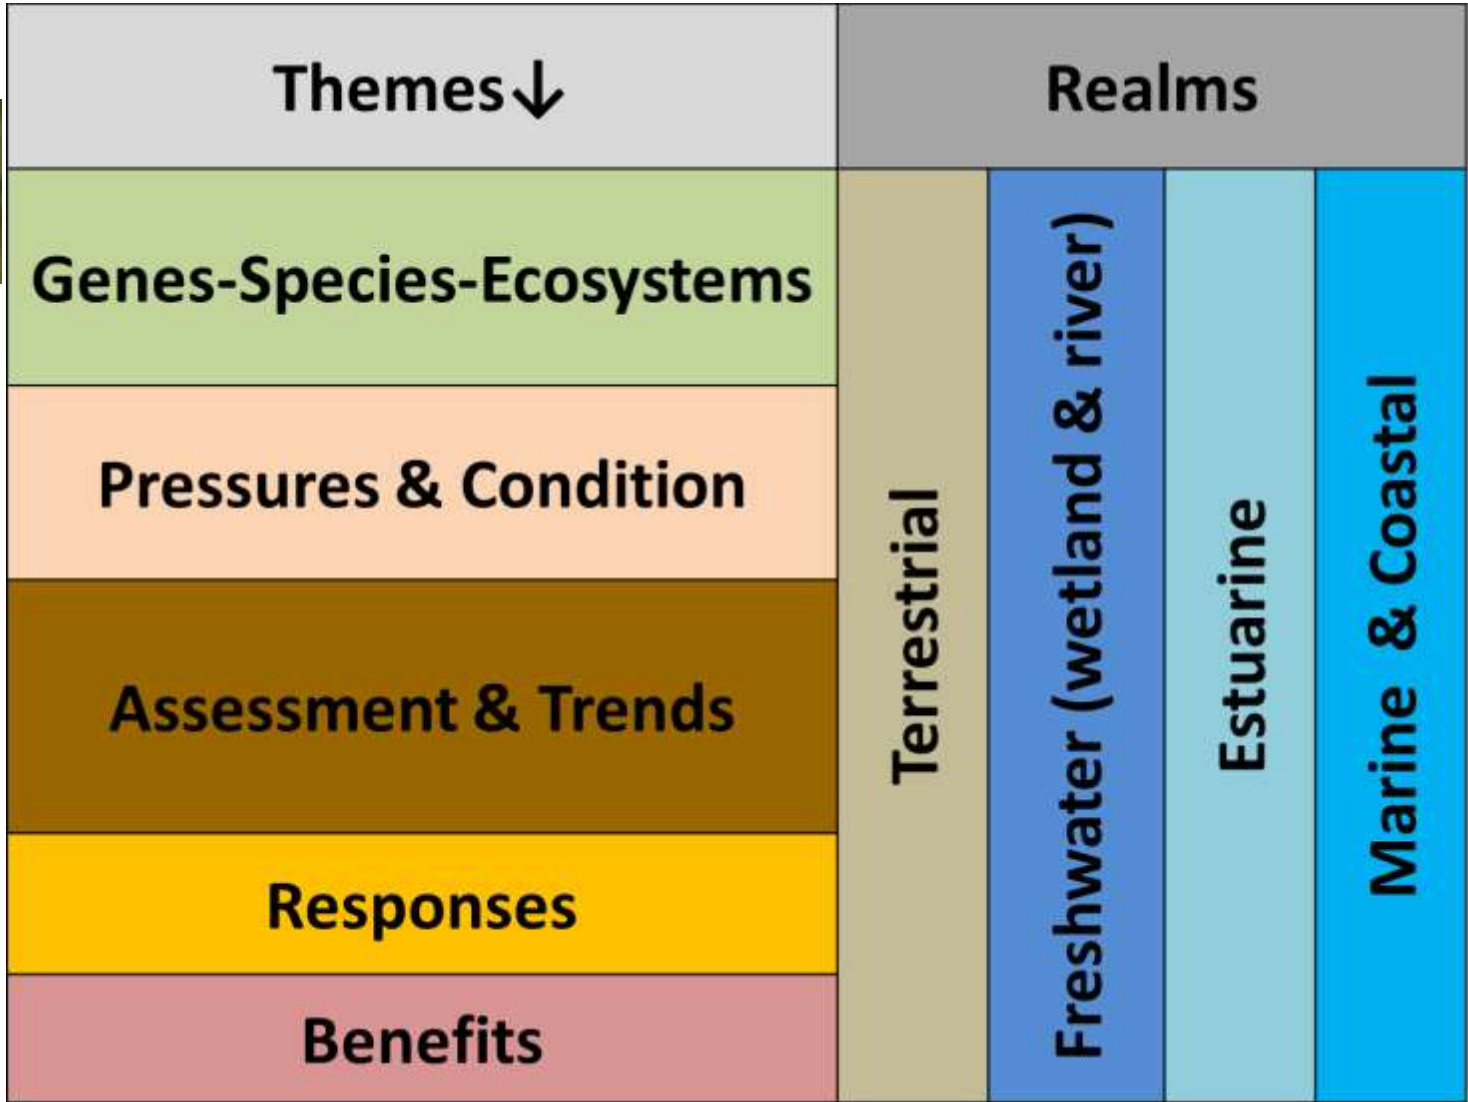 Themes↓
Realms
Genes-Species-Ecosystems
Pressures & Condition
Assessment & Trends
Responses
Benefits
Terrestrial
Freshwater (wetland & river)
Estuarine
Marine & Coastal